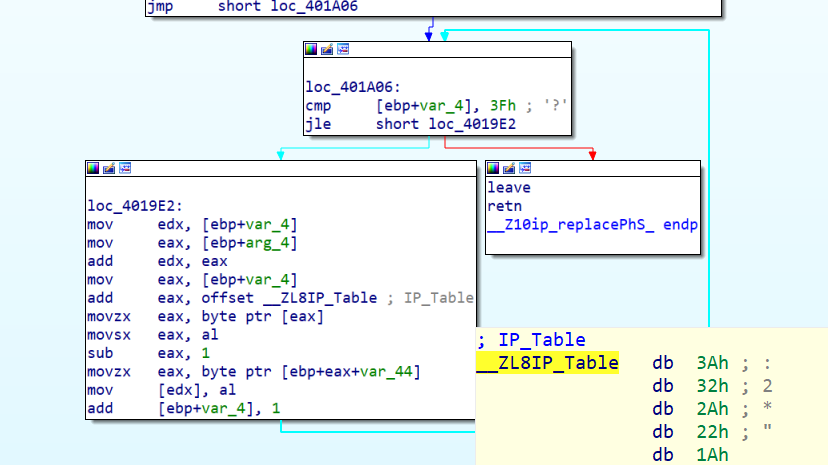 jmp     short loc_401A06
loc_401A06:
cmp     [ebp+var_4], 3Fh ; '?'
jle     short loc_4019E2
loc_4019E2:
mov     edx, [ebp+var_4]
mov     eax, [ebp+arg_4]
add     edx, eax
mov     eax, [ebp+var_4]
add     eax, offset __ZL8IP_Table ; IP_Table
movzx   eax, byte ptr [eax]
movsx   eax, al
sub     eax, 1
movzx   eax, byte ptr [ebp+eax+var_44]
mov     [edx], al
add     [ebp+var_4], 1
leave
retn
__Z10ip_replacePhS_ endp
; IP_Table
__ZL8IP_Table   db  3Ah ; :
db  32h ; 2
db  2Ah ; *
db  22h ; "
db  1Ah